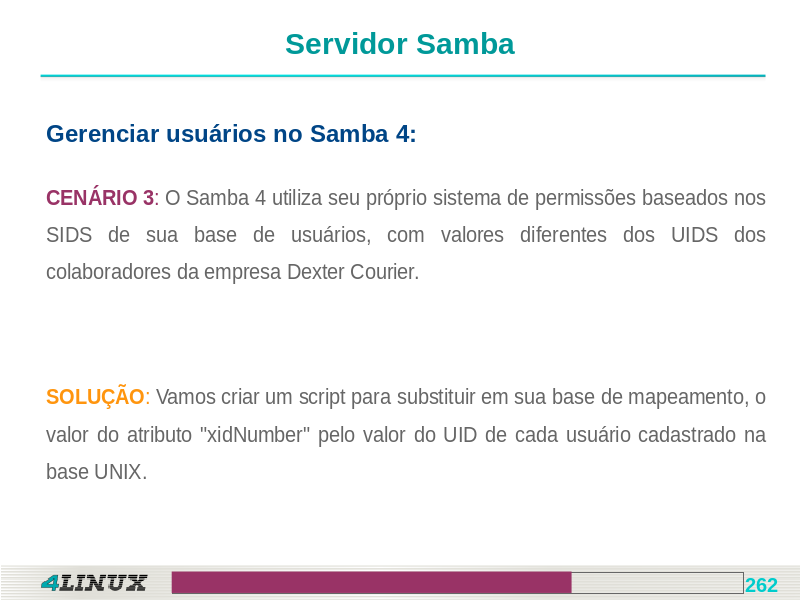 Servidor Samba
Gerenciar usuários no Samba 4:
CENÁRIO 3: O Samba 4 utiliza seu próprio sistema de permissões baseados nos
SIDS de sua base de usuários, com valores diferentes dos UIDS dos
colaboradores da empresa Dexter Courier.
SOLUÇÃO: Vamos criar um script para substituir em sua base de mapeamento, o
valor do atributo "xidNumber" pelo valor do UID de cada usuário cadastrado na
base UNIX.
4LINUX
262